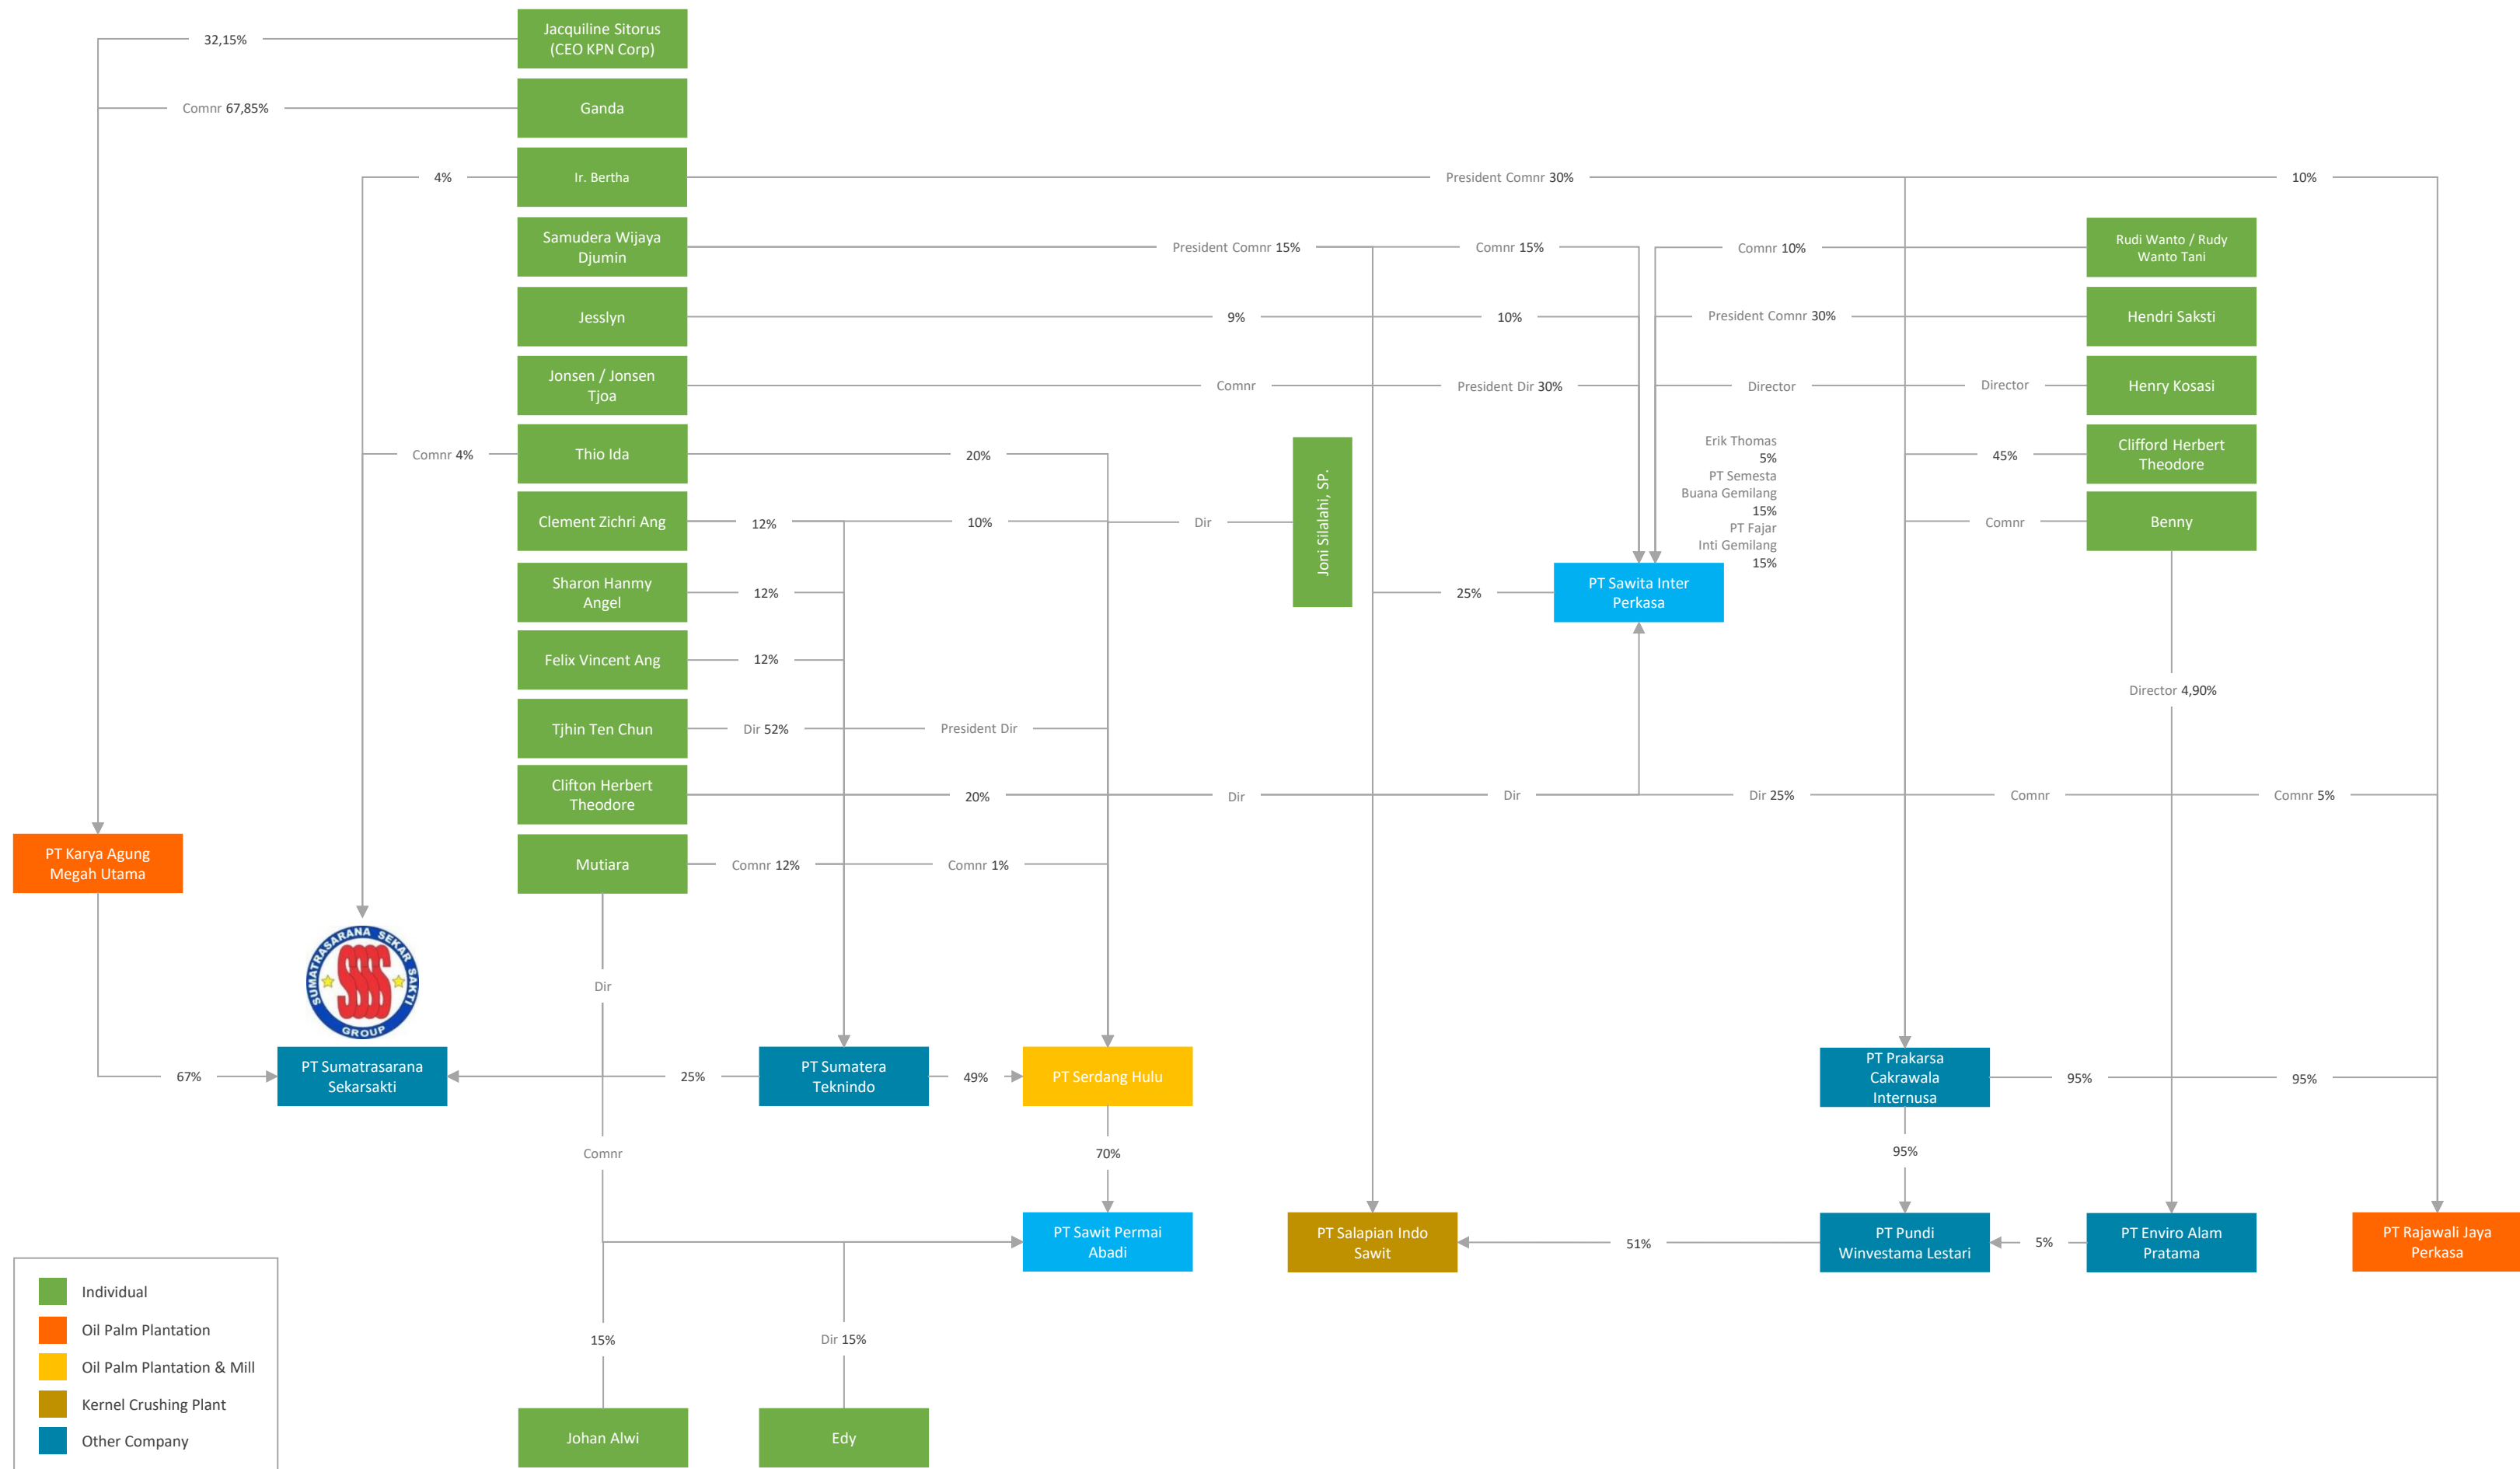 Jacquiline Sitorus
(CEO KPN Corp)
32,15%
Ganda
Comnr 67,85%
Ir. Bertha
4%
President Comnr 30%
10%
Samudera Wijaya
Djumin
President Comnr 15%
Comnr 15%
Comnr 10%
Rudi Wanto / Rudy
Wanto Tani
Jesslyn
9%
10%
President Comnr 30%
Hendri Saksti
Jonsen / Jonsen
Tjoa
Comnr
President Dir 30%
Director
Director
Henry Kosasi
Comnr 4%
Thio Ida
20%
Joni Silalahi, SP.
Erik Thomas
5%
PT Semesta
Buana Gemilang
15%
PT Fajar
Inti Gemilang
15%
45%
Clifford Herbert
Theodore
Clement Zichri Ang
12%
10%
Dir
Comnr
Benny
Sharon Hanmy
Angel
12%
25%
PT Sawita Inter
Perkasa
Felix Vincent Ang
12%
Director 4,90%
Tjhin Ten Chun
Dir 52%
President Dir
Clifton Herbert
Theodore
20%
Dir
Dir
Dir 25%
Comnr
Comnr 5%
PT Karya Agung
Megah Utama
Mutiara
Comnr 12%
Comnr 1%
SUMATRASARANA SEKAR SAKTI
SSSS
GROUP
Dir
67%
PT Sumatrasarana
Sekarsakti
25%
PT Sumatera
Teknindo
49%
PT Serdang Hulu
PT Prakarsa
Cakrawala
Internusa
95%
95%
Comnr
70%
95%
PT Sawit Permai
Abadi
PT Salapian Indo
Sawit
51%
PT Pundi
Winvestama Lestari
5%
PT Enviro Alam
Pratama
PT Rajawali Jaya
Perkasa
15%
Dir 15%
Johan Alwi
Edy
Individual
Oil Palm Plantation
Oil Palm Plantation & Mill
Kernel Crushing Plant
Other Company